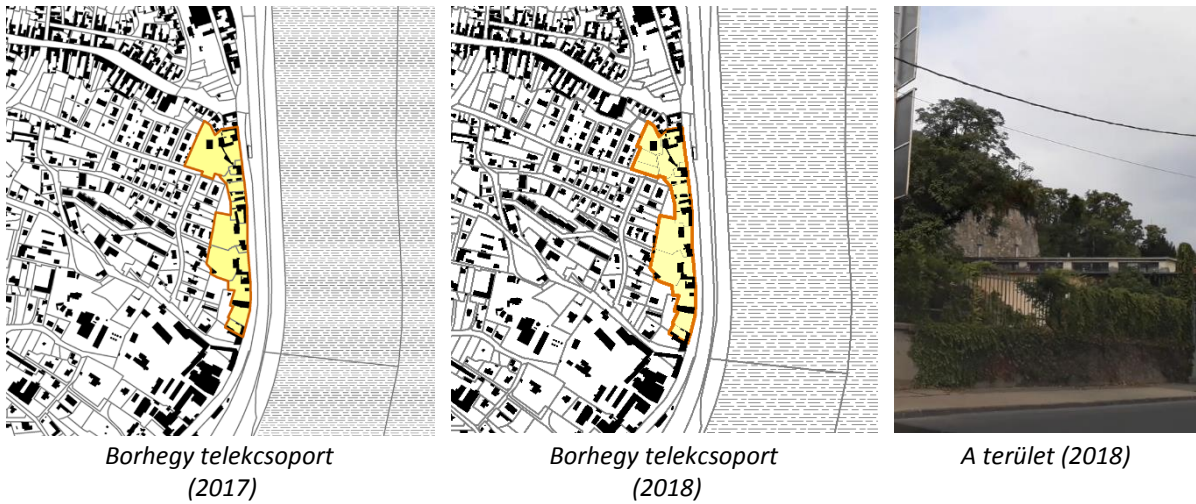 Borhegy telekcsoport
(2017)
Borhegy telekcsoport
(2018)
A terület (2018)